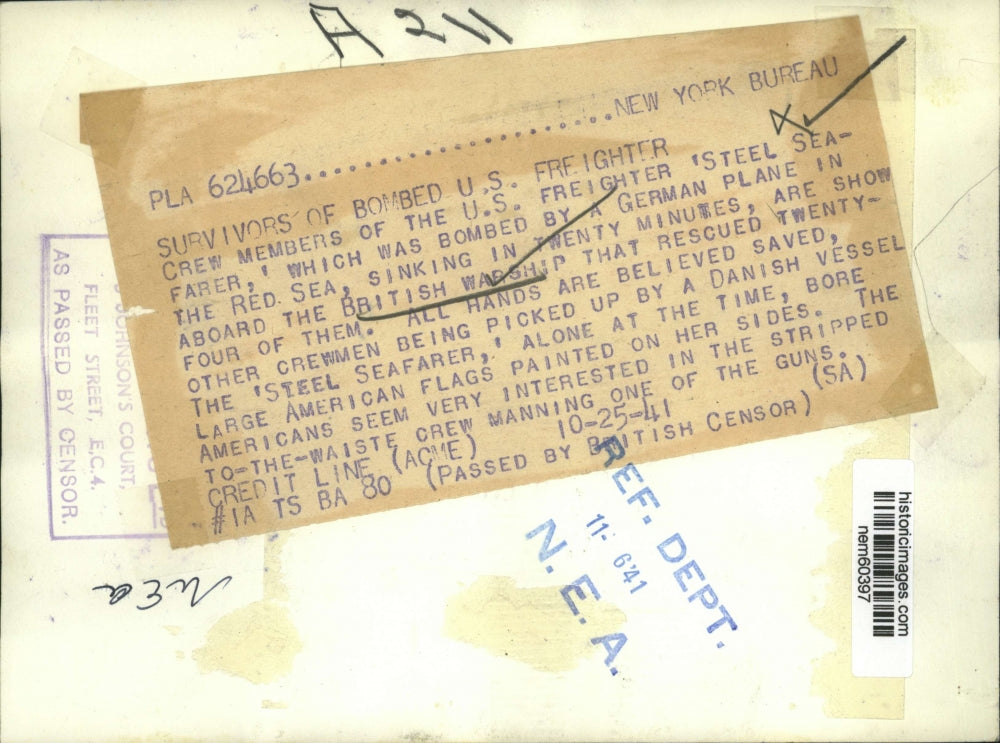 A 211
PLA 624663..........................NEW YORK BUREAU
SURVIVORS OF BOMBED U.S. FREIGHTER
CREW MEMBERS OF THE U.S. FREIGHTER 'STEEL SEA-
FARER,' WHICH WAS BOMBED BY A GERMAN PLANE IN
THE RED SEA, SINKING IN TWENTY MINUTES, ARE SHOW
ABOARD THE BRITISH WARSHIP THAT RESCUED TWENTY-
FOUR OF THEM. ALL HANDS ARE BELIEVED SAVED,
OTHER CREWMEN BEING PICKED UP BY A DANISH VESSEL
THE 'STEEL SEAFARER,' ALONE AT THE TIME, BORE
LARGE AMERICAN FLAGS PAINTED ON HER SIDES. THE
AMERICANS SEEM VERY INTERESTED IN THE STRIPPED
TO-THE-WAISTE CREW MANNING ONE OF THE GUNS.
CREDIT LINE (ACME) 10-25-41 (SA)
#IA TS BA 80 (PASSED BY BRITISH CENSOR)
JOHNSON'S COURT,
FLEET STREET, E.C.4.
AS PASSED BY CENSOR.
REF. DEPT.
11-6'41
N.E.A.
NEA
historicimages.com
nem60397